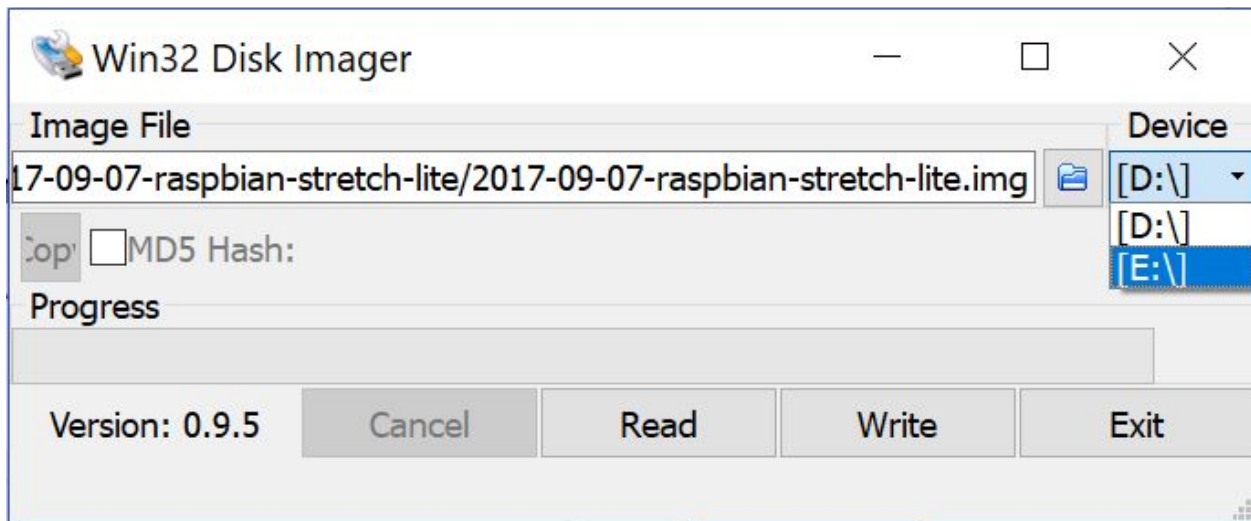 Win32 Disk Imager
Image File
Device
17-09-07-raspbian-stretch-lite/2017-09-07-raspbian-stretch-lite.img
[D:\]
[D:\]
[E:\]
MD5 Hash:
Progress
Version: 0.9.5
Cancel
Read
Write
Exit